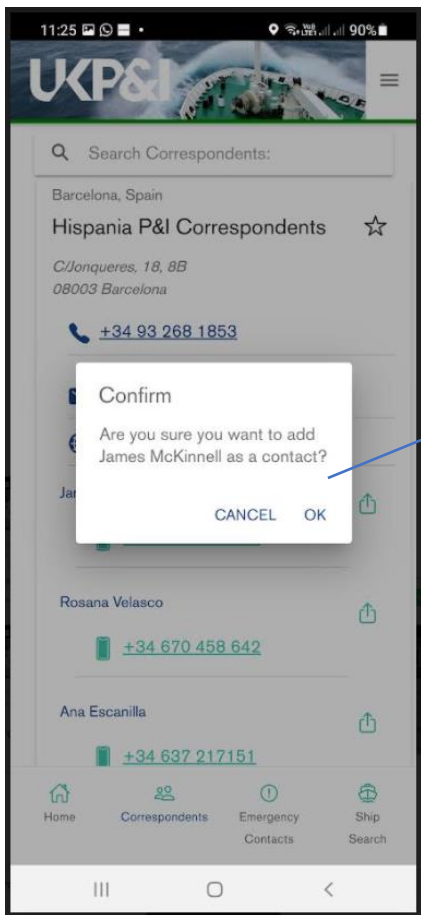 11:25
90%
UKP&I
Search Correspondents:
Barcelona, Spain
Hispania P&I Correspondents
C/Jonqueres, 18, 8B
08003 Barcelona
+34 93 268 1853
Confirm
Are you sure you want to add
James McKinnell as a contact?
CANCEL OK
Rosana Velasco
+34 670 458 642
Ana Escanilla
+34 637 217151
Home Correspondents Emergency Contacts Ship Search